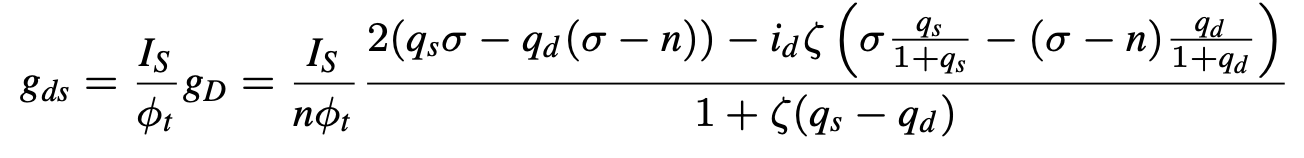 $g_{ds} = \frac{I_S}{\phi_t} g_D = \frac{I_S}{n\phi_t} \frac{2(q_s\sigma - q_d(\sigma - n)) - i_d\zeta\left(\sigma\frac{q_s}{1+q_s} - (\sigma - n)\frac{q_d}{1+q_d}\right)}{1 + \zeta(q_s - q_d)}$